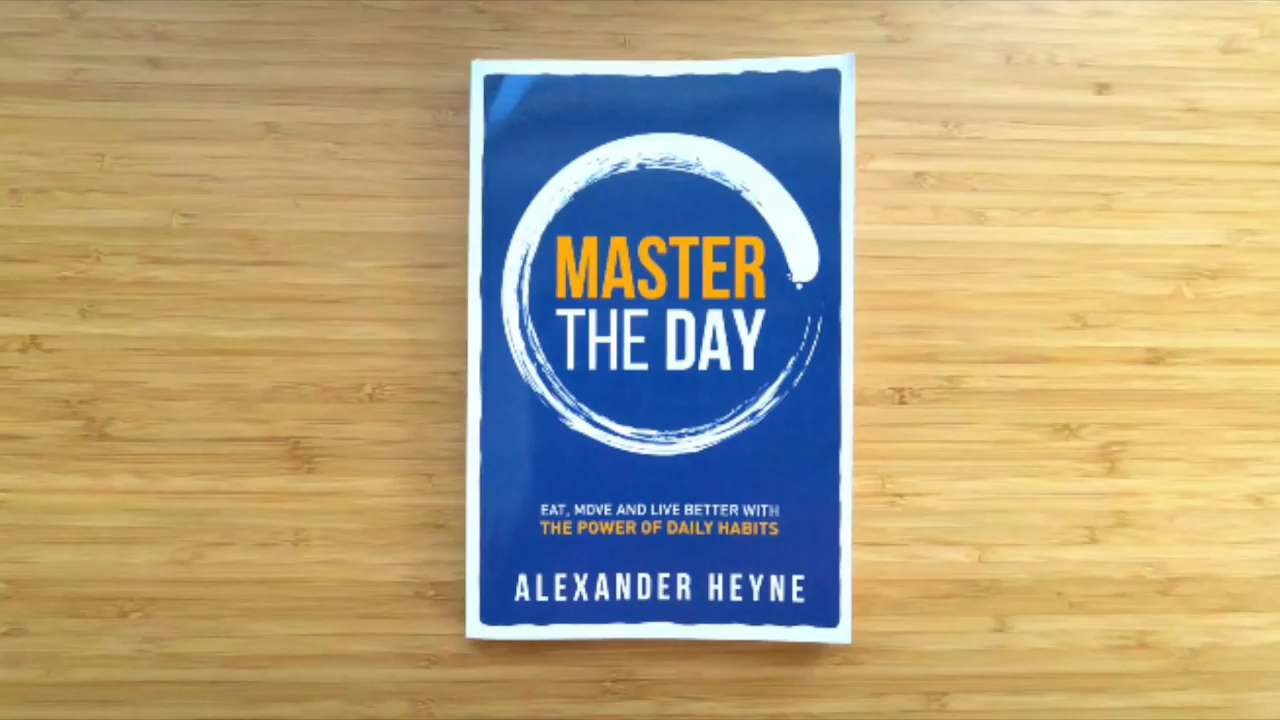 MASTER
THE DAY
EAT, MOVE AND LIVE BETTER WITH
THE POWER OF DAILY HABITS
ALEXANDER HEYNE